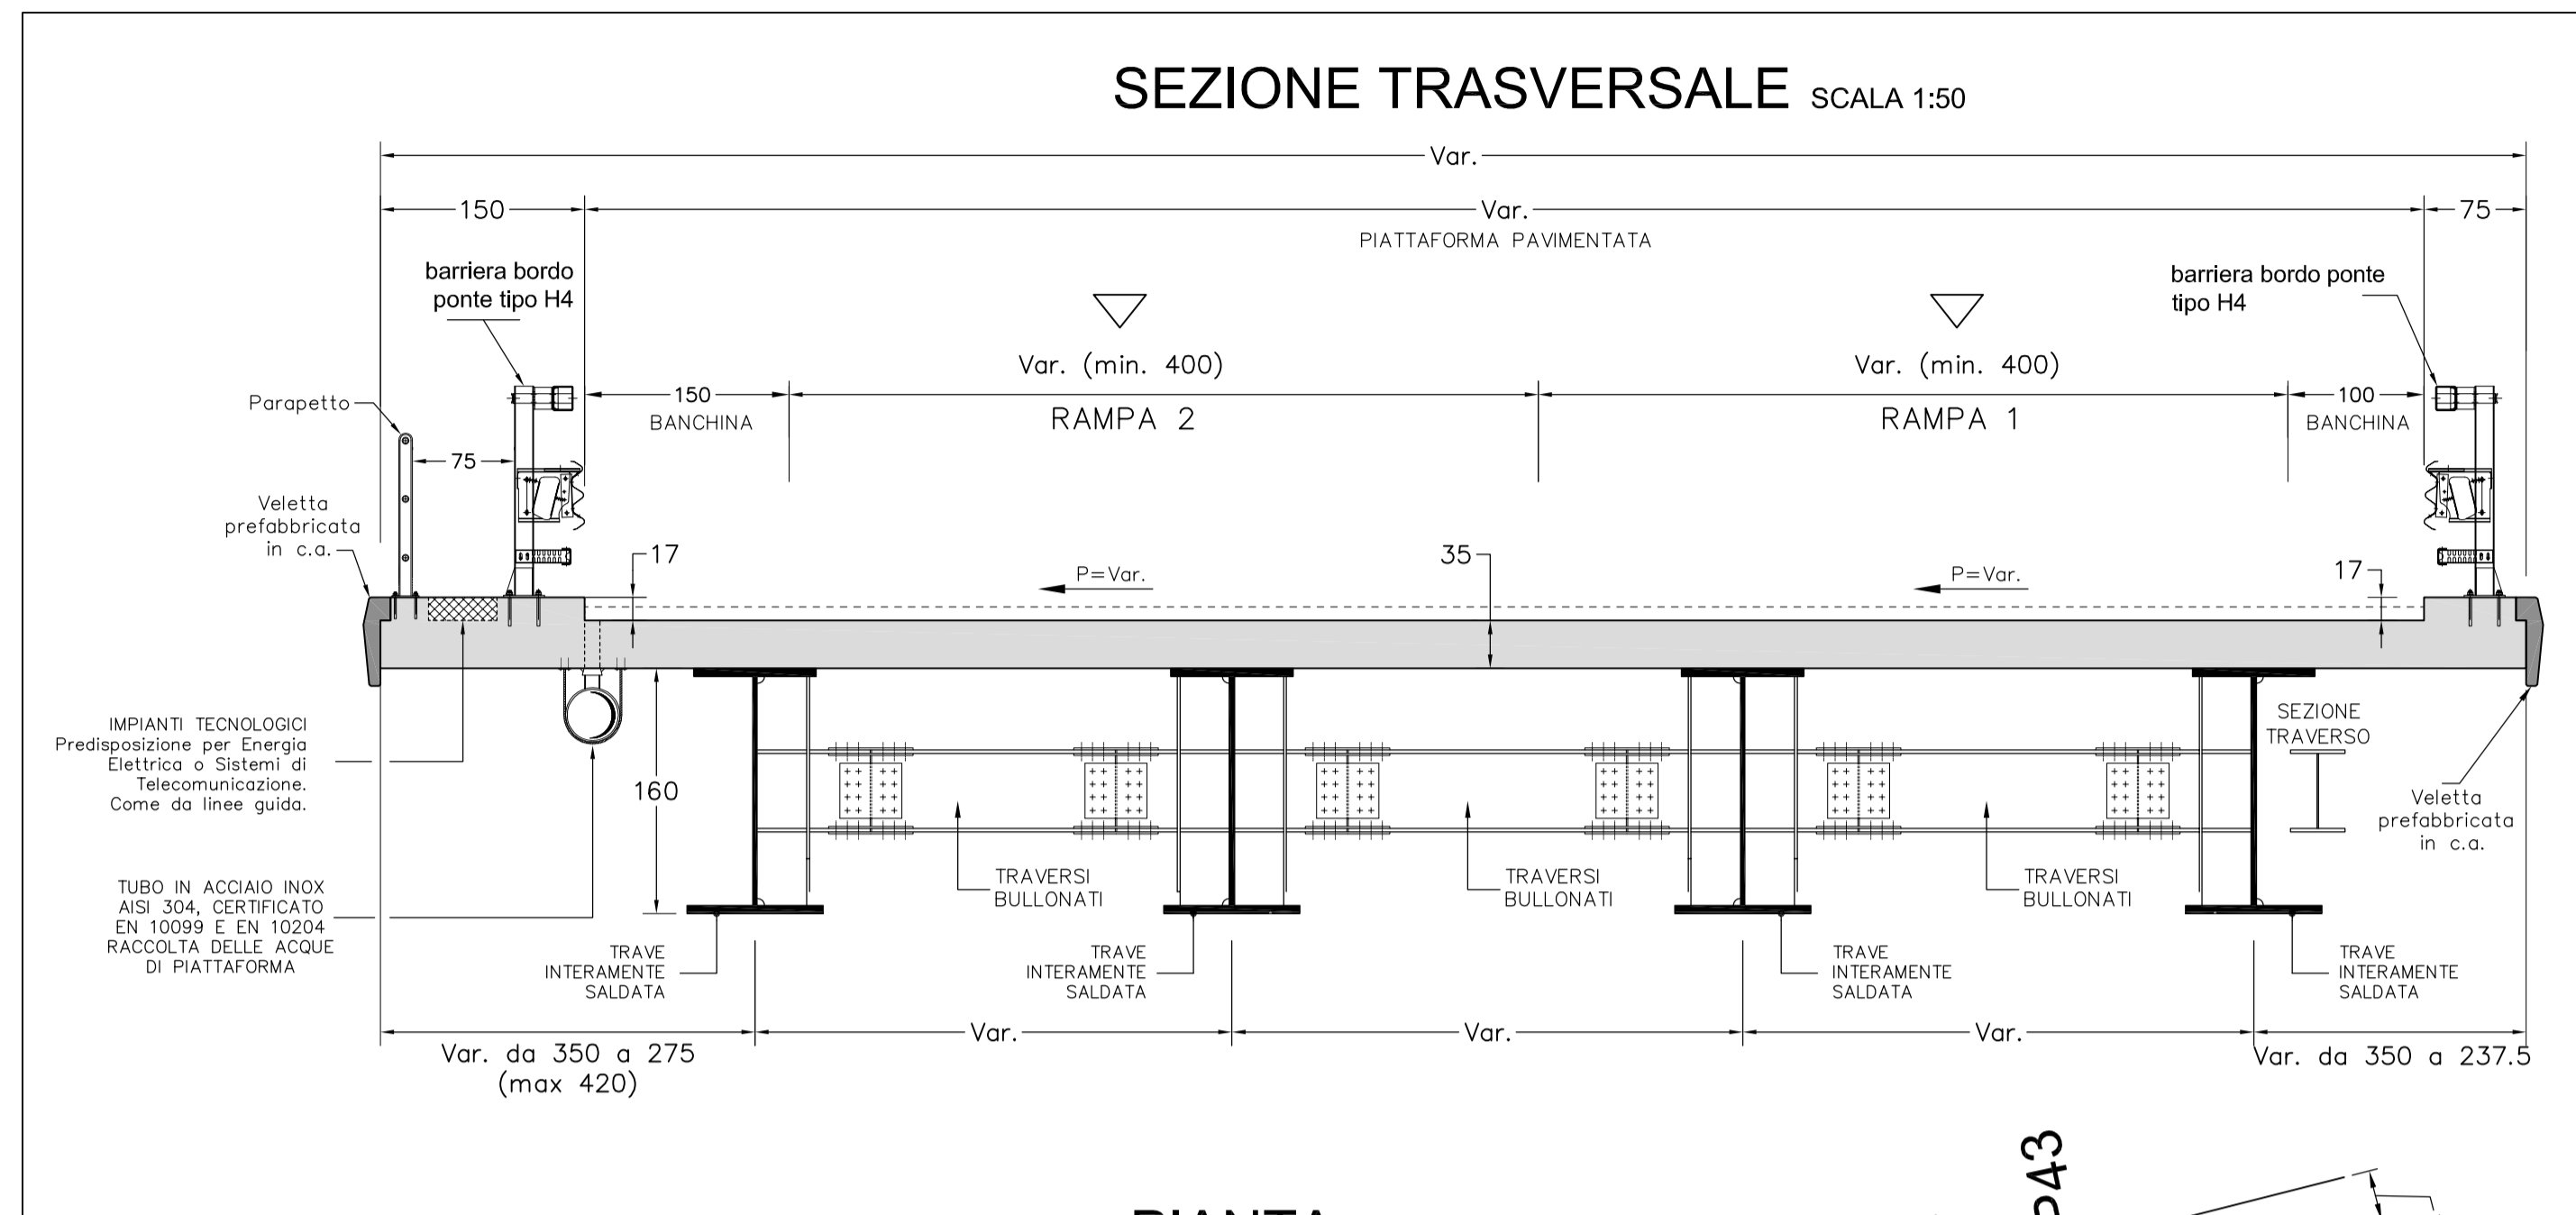 SEZIONE TRASVERSALE SCALA 1:50
Var.
150
Var.
75
PIATTAFORMA PAVIMENTATA
barriera bordo
ponte tipo H4
barriera bordo ponte
tipo H4
Var. (min. 400)
Var. (min. 400)
Parapetto
150
BANCHINA
RAMPA 2
RAMPA 1
100
BANCHINA
75
Veletta
prefabbricata
in c.a.
17
35
P=Var.
P=Var.
17
IMPIANTI TECNOLOGICI
Predisposizione per Energia
Elettrica o Sistemi di
Telecomunicazione.
Come da linee guida.
160
SEZIONE
TRAVERSO
Veletta
prefabbricata
in c.a.
TUBO IN ACCIAIO INOX
AISI 304, CERTIFICATO
EN 10099 E EN 10204
RACCOLTA DELLE ACQUE
DI PIATTAFORMA
TRAVERSI
BULLONATI
TRAVERSI
BULLONATI
TRAVERSI
BULLONATI
TRAVE
INTERAMENTE
SALDATA
TRAVE
INTERAMENTE
SALDATA
TRAVE
INTERAMENTE
SALDATA
TRAVE
INTERAMENTE
SALDATA
Var.
Var.
Var.
Var. da 350 a 275
(max 420)
Var. da 350 a 237.5
P43
PIANTA